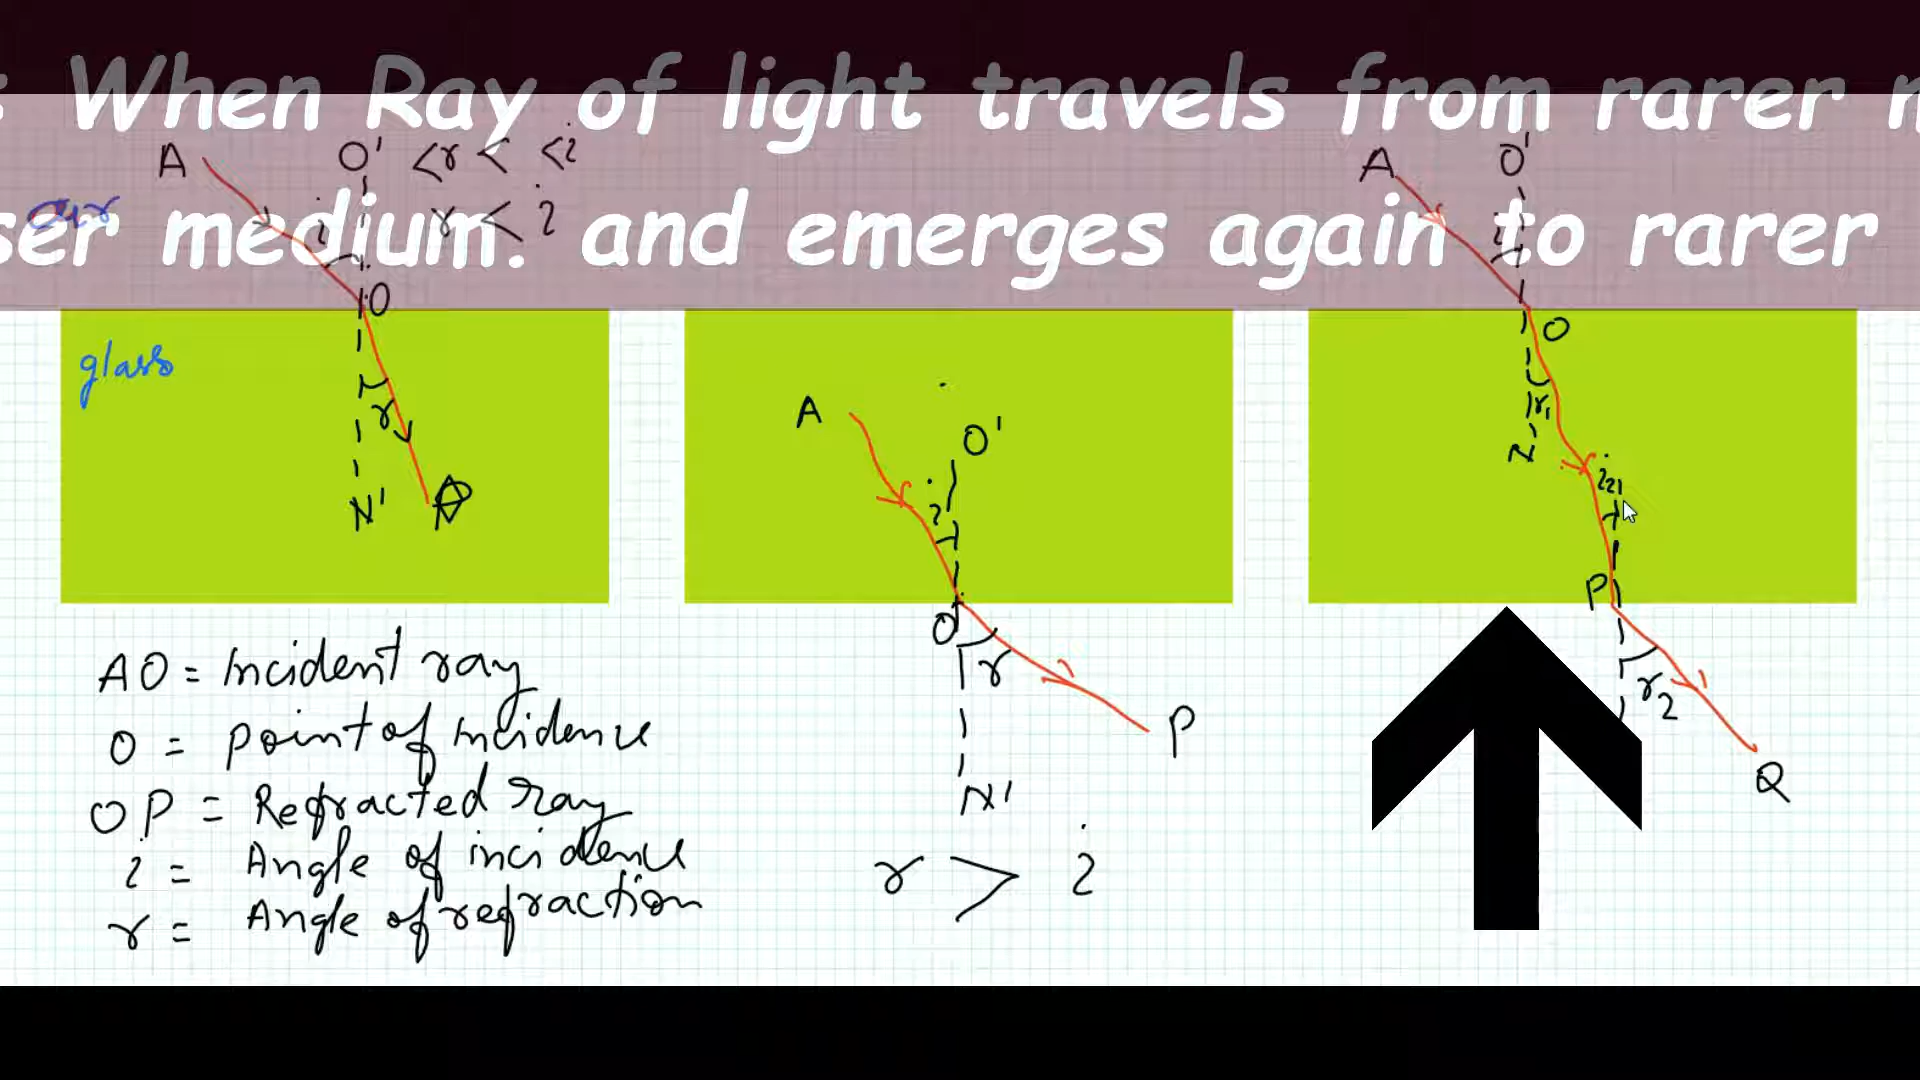 : When Ray of light travels from rarer
ser medium. and emerges again to rarer
A
O'
<r < <i
air
i
r < i
O
glass
r
N'
A
O'
i
O
r
P
N'
r > i
A
O'
i
O
r1
N
P
r2
Q
AO = Incident ray
O = point of incidence
OP = Refracted ray
i = Angle of incidence
r = Angle of refraction